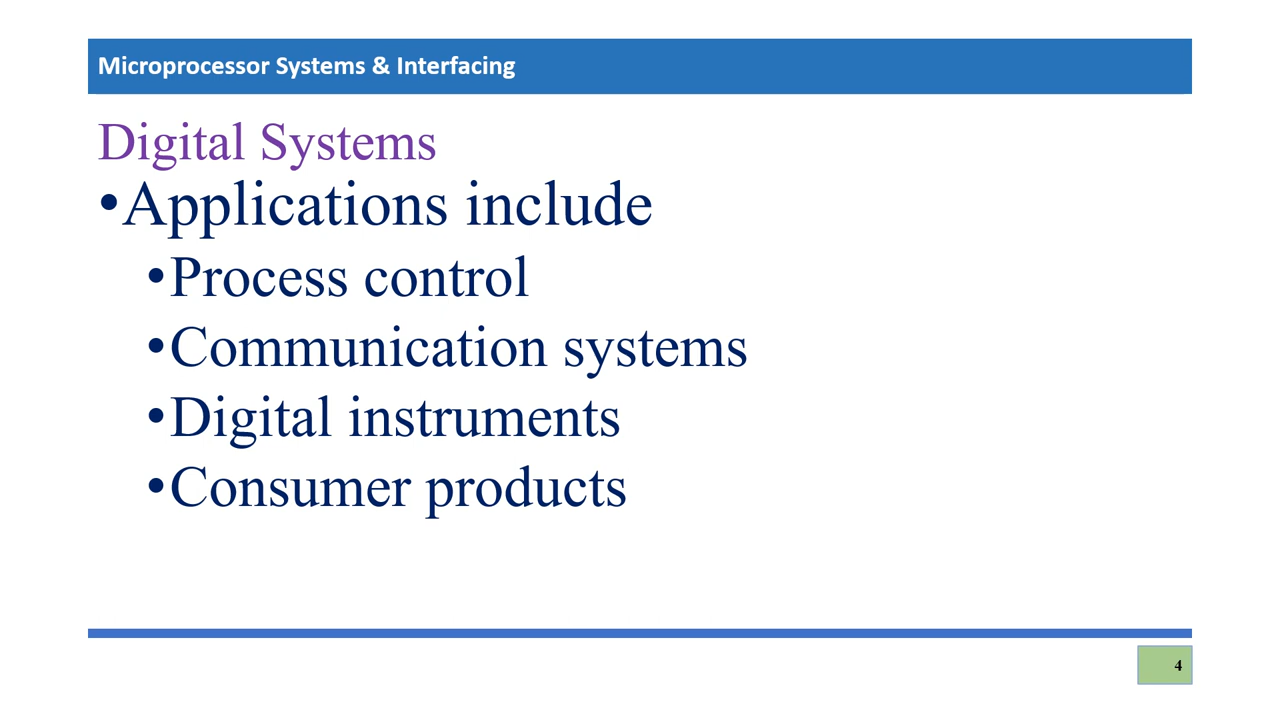 Microprocessor Systems & Interfacing
Digital Systems
•Applications include
•Process control
•Communication systems
•Digital instruments
•Consumer products
4